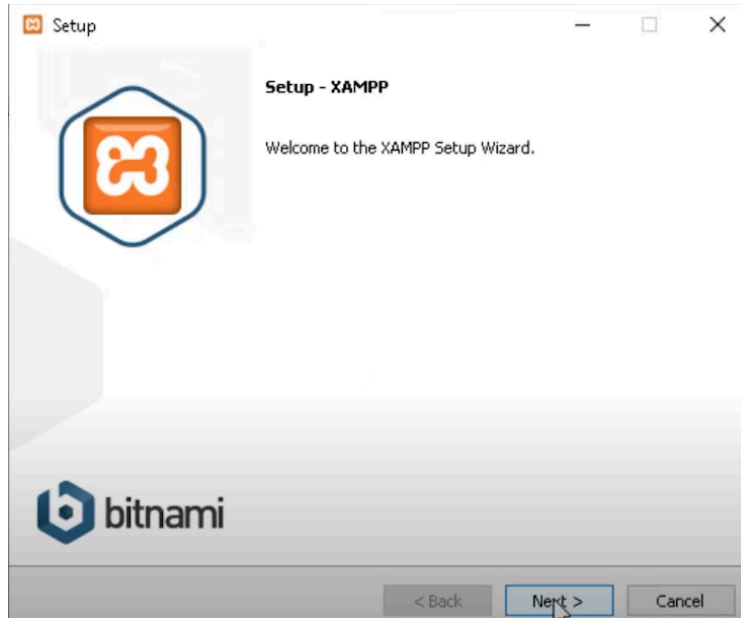 Setup
Setup - XAMPP
Welcome to the XAMPP Setup Wizard.
bitnami
< Back Next > Cancel